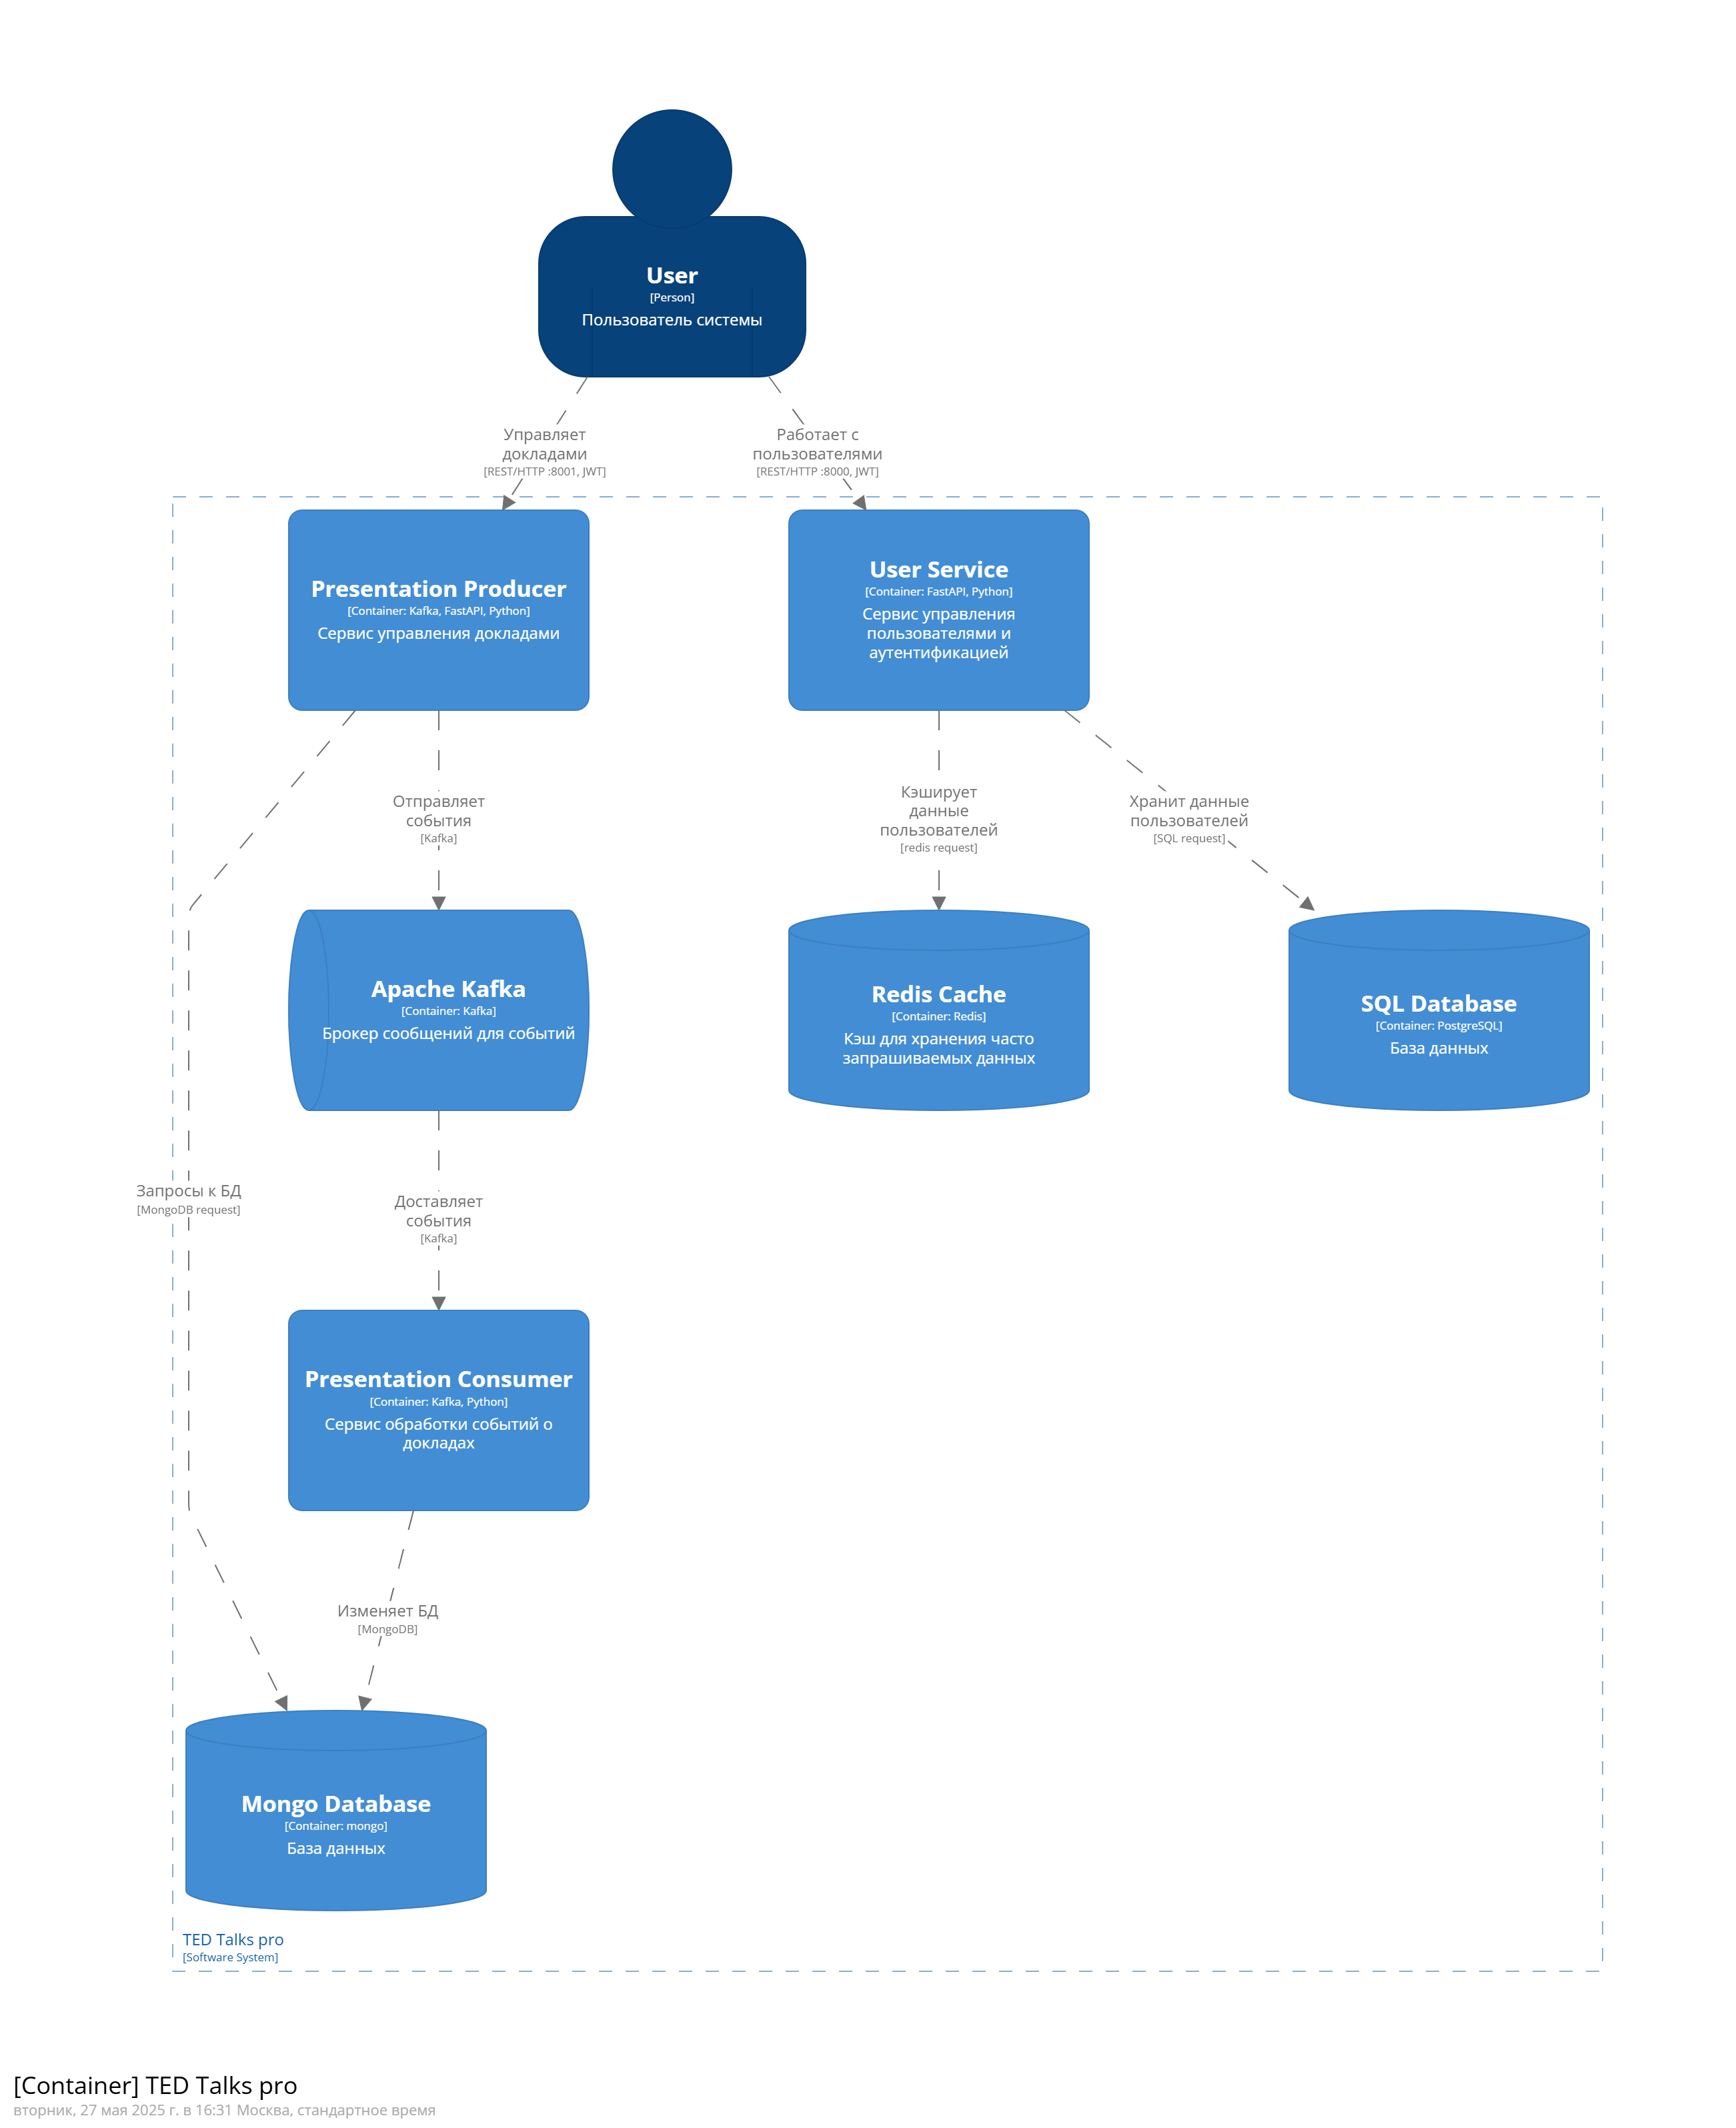 User
[Person]
Пользователь системы
Управляет
докладами
[REST/HTTP :8001, JWT]
Работает с
пользователями
[REST/HTTP :8000, JWT]
Presentation Producer
[Container: Kafka, FastAPI, Python]
Сервис управления докладами
User Service
[Container: FastAPI, Python]
Сервис управления
пользователями и
аутентификацией
Отправляет
события
[Kafka]
Кэширует
данные
пользователей
[redis request]
Хранит данные
пользователей
[SQL request]
Apache Kafka
[Container: Kafka]
Брокер сообщений для событий
Redis Cache
[Container: Redis]
Кэш для хранения часто
запрашиваемых данных
SQL Database
[Container: PostgreSQL]
База данных
Запросы к БД
[MongoDB request]
Доставляет
события
[Kafka]
Presentation Consumer
[Container: Kafka, Python]
Сервис обработки событий о
докладах
Изменяет БД
[MongoDB]
Mongo Database
[Container: mongo]
База данных
TED Talks pro
[Software System]
[Container] TED Talks pro
вторник, 27 мая 2025 г. в 16:31 Москва, стандартное время